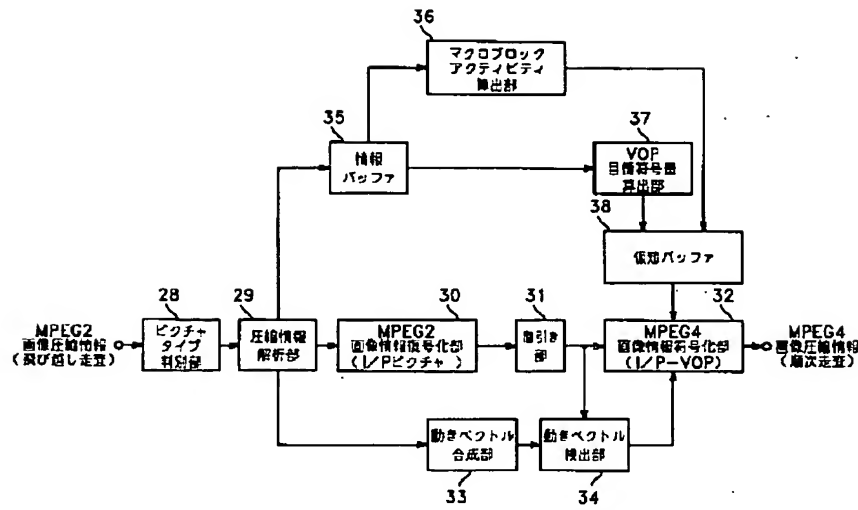 36
マクロブロック
アクティビティ
算出部
35
情報
バッファ
37
VOP
目標符号量
算出部
38
仮想バッファ
MPEG2
画像圧縮情報
(飛び越し走査)
28
ピクチャ
タイプ
判別部
29
圧縮情報
解析部
30
MPEG2
画像情報復号化部
(I/Pピクチャ)
31
間引き
部
32
MPEG4
画像情報符号化部
(I/P-VOP)
MPEG4
画像圧縮情報
(順次走査)
動きベクトル
合成部
33
動きベクトル
検出部
34